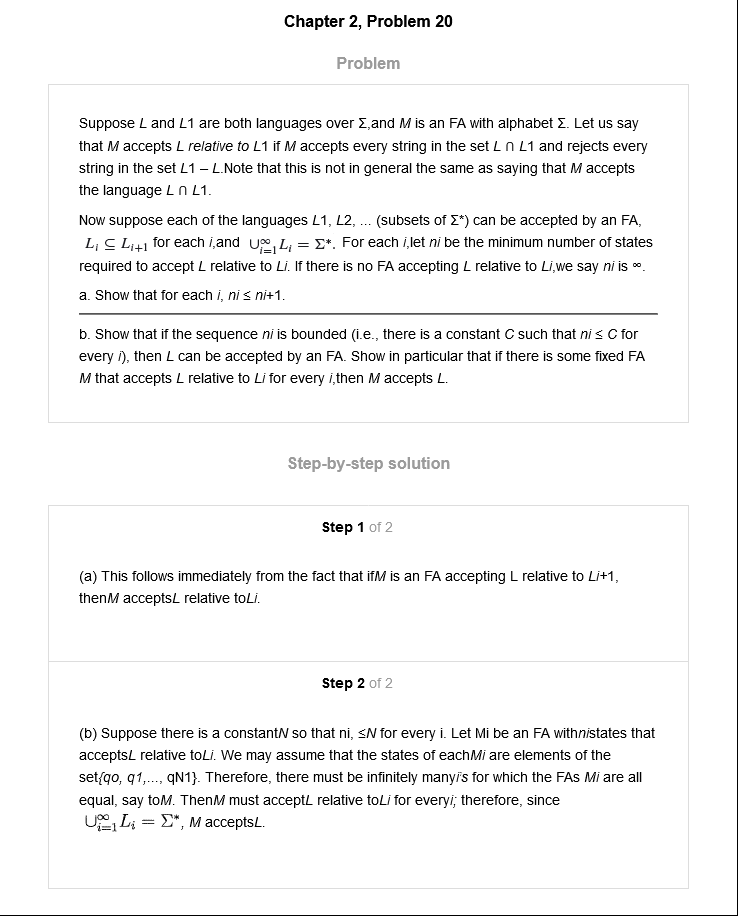 Chapter 2, Problem 20
Problem
Suppose L and L1 are both languages over Σ,and M is an FA with alphabet Σ. Let us say
that M accepts L relative to L1 if M accepts every string in the set L ∩ L1 and rejects every
string in the set L1 – L.Note that this is not in general the same as saying that M accepts
the language L ∩ L1.
Now suppose each of the languages L1, L2, ... (subsets of Σ*) can be accepted by an FA,
L_i ⊆ L_{i+1} for each i,and ∪_{i=1}^∞ L_i = Σ*. For each i,let ni be the minimum number of states
required to accept L relative to Li. If there is no FA accepting L relative to Li,we say ni is ∞.
a. Show that for each i, ni ≤ ni+1.
b. Show that if the sequence ni is bounded (i.e., there is a constant C such that ni ≤ C for
every i), then L can be accepted by an FA. Show in particular that if there is some fixed FA
M that accepts L relative to Li for every i,then M accepts L.
Step-by-step solution
Step 1 of 2
(a) This follows immediately from the fact that ifM is an FA accepting L relative to Li+1,
thenM acceptsL relative toLi.
Step 2 of 2
(b) Suppose there is a constantN so that ni, ≤N for every i. Let Mi be an FA withnistates that
acceptsL relative toLi. We may assume that the states of eachMi are elements of the
set{qo, q1,..., qN1}. Therefore, there must be infinitely manyi's for which the FAs Mi are all
equal, say toM. ThenM must acceptL relative toLi for everyi; therefore, since
∪_{i=1}^∞ L_i = Σ*, M acceptsL.